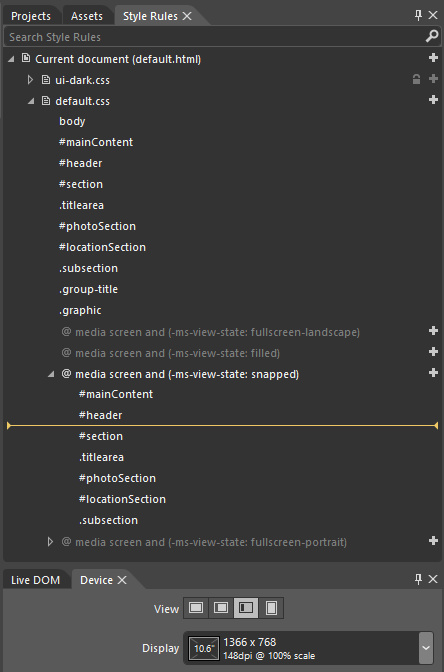 Projects Assets Style Rules
Search Style Rules
Current document (default.html)
ui-dark.css
default.css
body
#mainContent
#header
#section
.titlearea
#photoSection
#locationSection
.subsection
.group-title
.graphic
@ media screen and (-ms-view-state: fullscreen-landscape)
@ media screen and (-ms-view-state: filled)
@ media screen and (-ms-view-state: snapped)
#mainContent
#header
#section
.titlearea
#photoSection
#locationSection
.subsection
@ media screen and (-ms-view-state: fullscreen-portrait)
Live DOM Device
View
Display 10.6" 1366 x 768
148dpi @ 100% scale